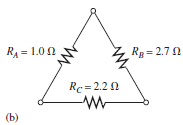 R_A = 1.0 Ω
R_B = 2.7 Ω
R_C = 2.2 Ω
(b)